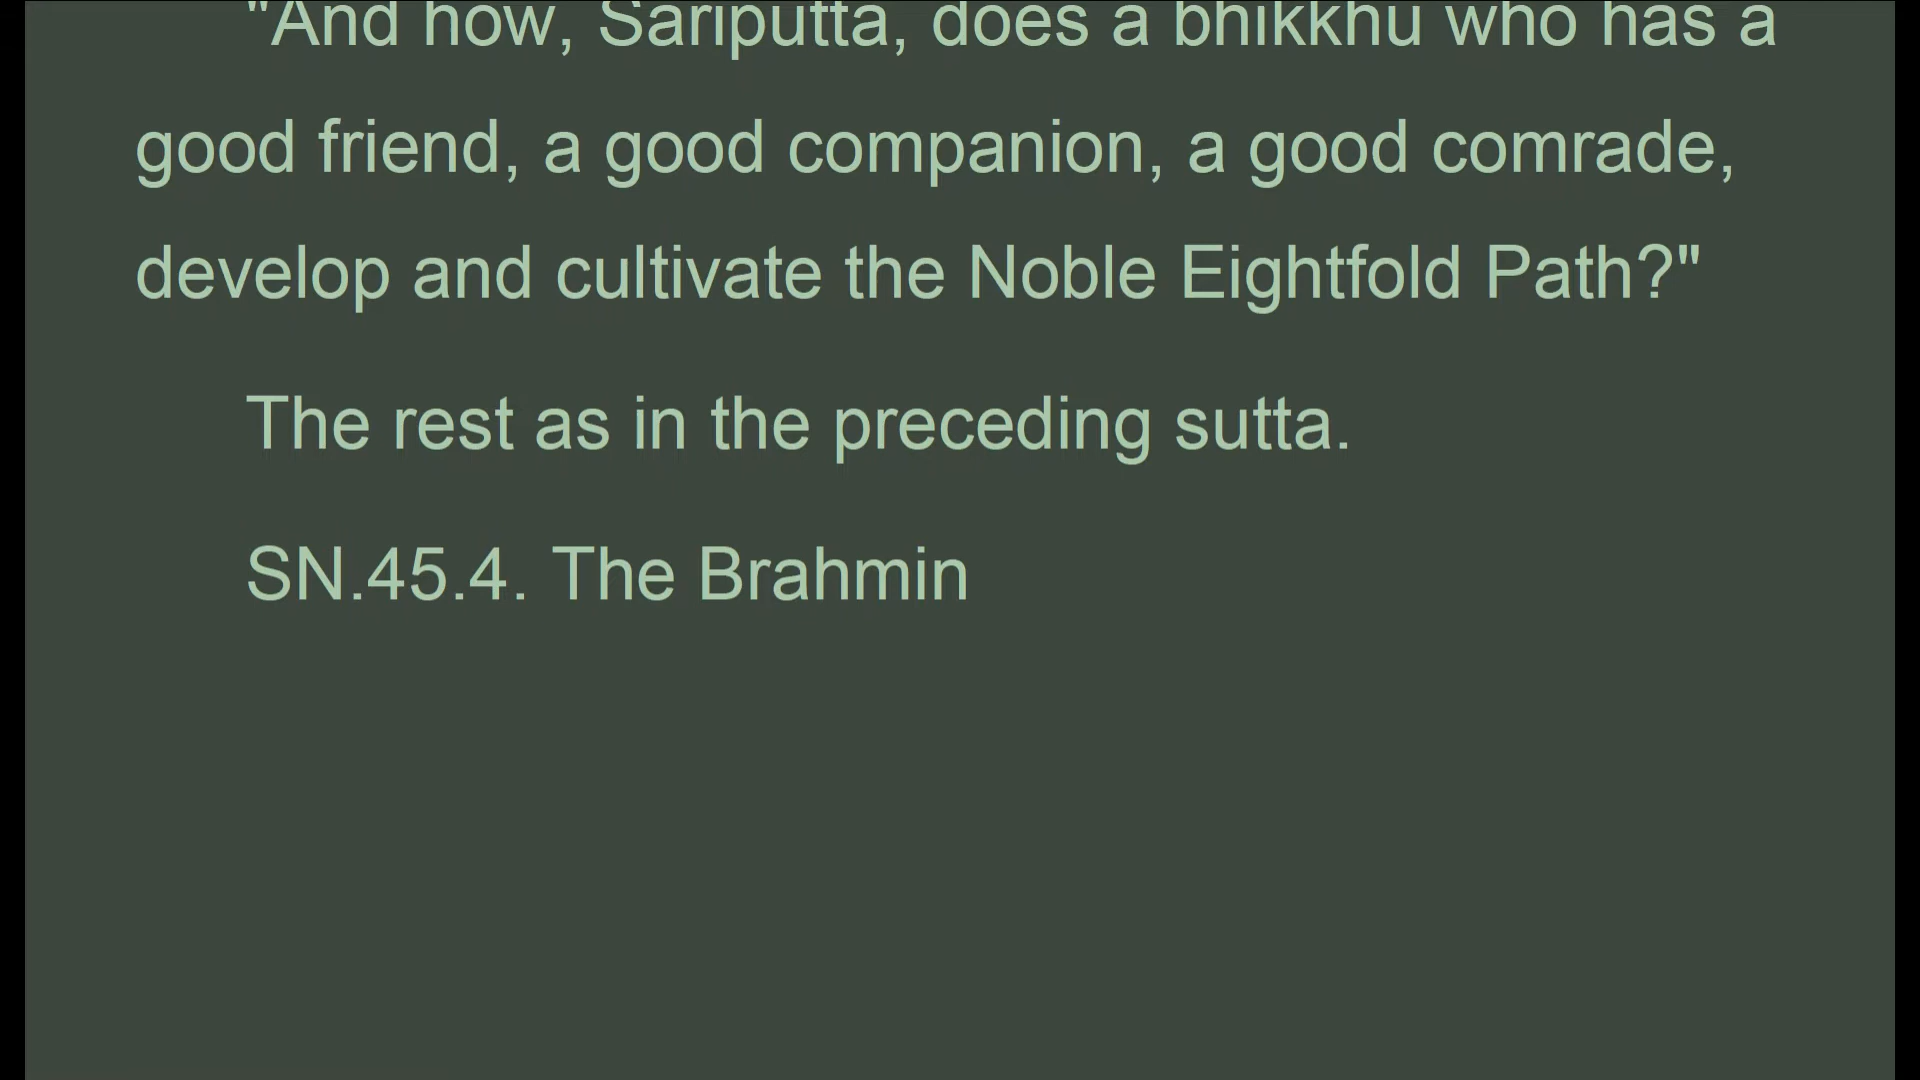 "And how, Sariputta, does a bhikkhu who has a
good friend, a good companion, a good comrade,
develop and cultivate the Noble Eightfold Path?"
The rest as in the preceding sutta.
SN.45.4. The Brahmin